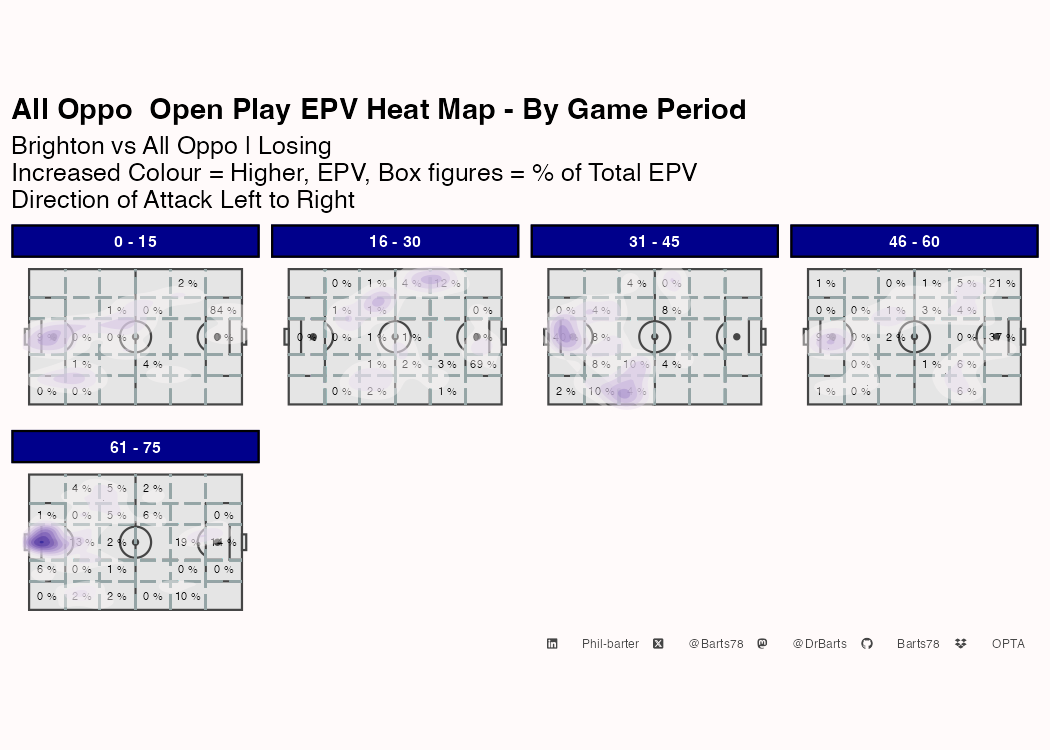 All Oppo  Open Play EPV Heat Map - By Game Period
Brighton vs All Oppo | Losing
Increased Colour = Higher, EPV, Box figures = % of Total EPV
Direction of Attack Left to Right
0 - 15
16 - 30
31 - 45
46 - 60
2 %
1 % 0 % 84 %
0 % 0 %
1 % 4 %
0 % 0 %
0 % 1 % 4 % 12 %
1 % 1 % 0 %
0 % 0 % 1 % 1 %
1 % 2 % 3 % 69 %
0 % 2 % 1 %
4 % 0 %
0 % 4 % 8 %
8 %
8 % 10 % 4 %
2 % 10 %
1 % 0 % 1 % 5 % 21 %
0 % 0 % 1 % 3 % 4 %
2 % 0 % 37 %
0 % 1 % 6 %
1 % 0 % 6 %
61 - 75
4 % 5 % 2 %
1 % 0 % 5 % 6 % 0 %
13 % 2 % 19 %
6 % 0 % 1 % 0 % 0 %
0 % 2 % 2 % 0 % 10 %
Phil-barter @Barts78 @DrBarts Barts78 OPTA